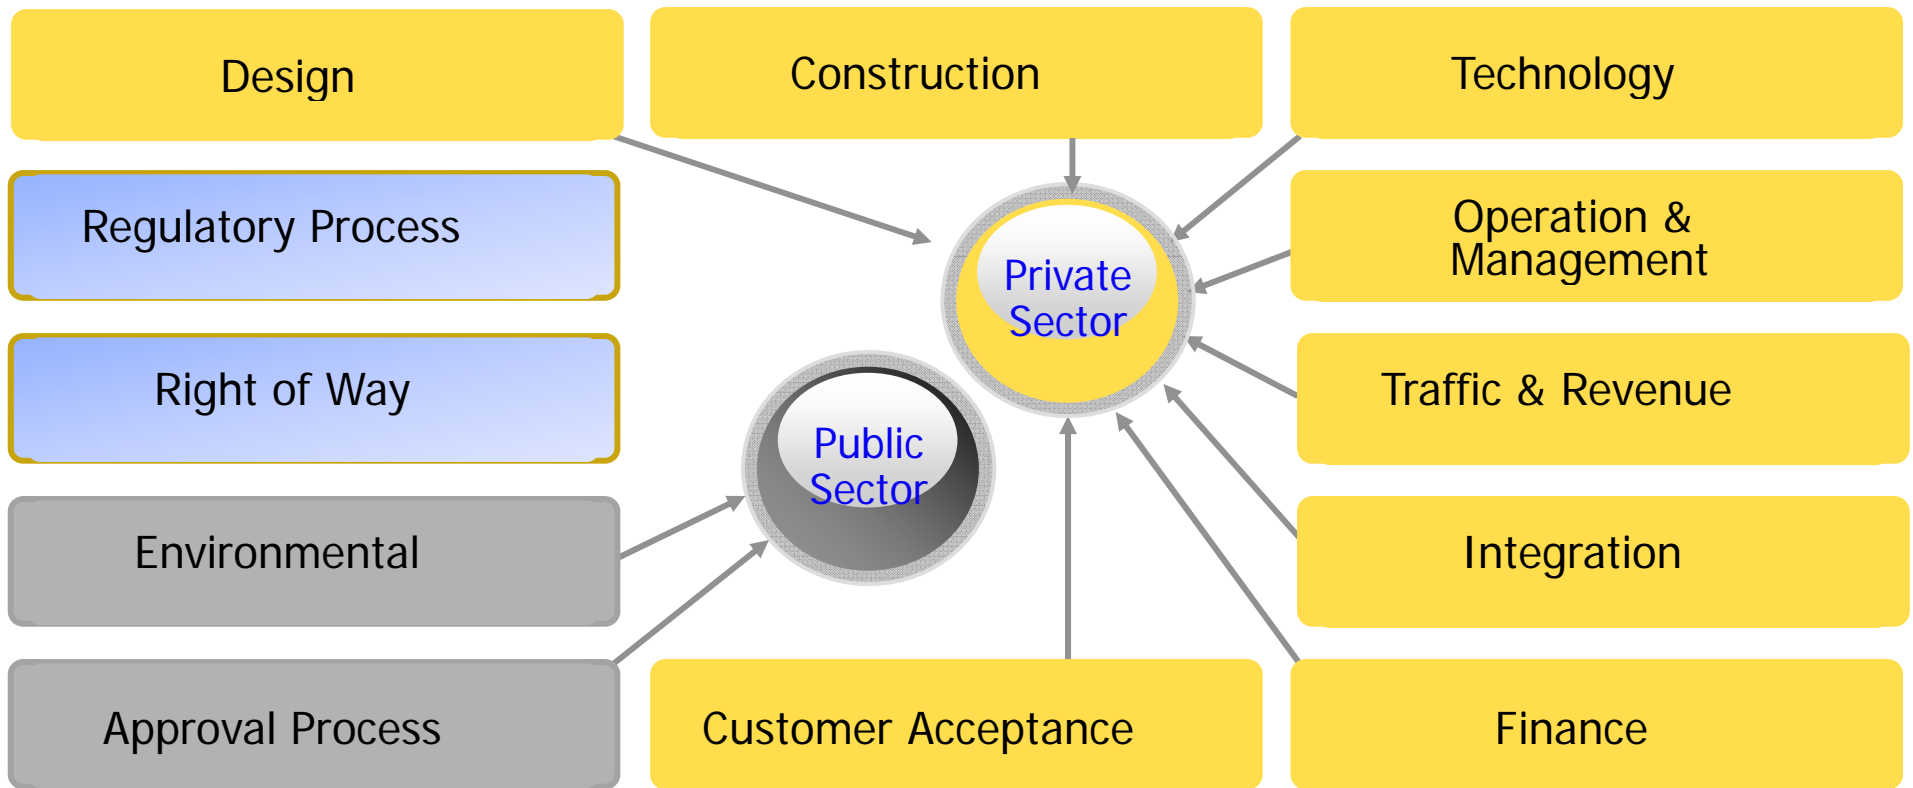 Design
Construction
Technology
Regulatory Process
Operation &
Management
Private
Sector
Right of Way
Traffic & Revenue
Public
Sector
Environmental
Integration
Approval Process
Customer Acceptance
Finance